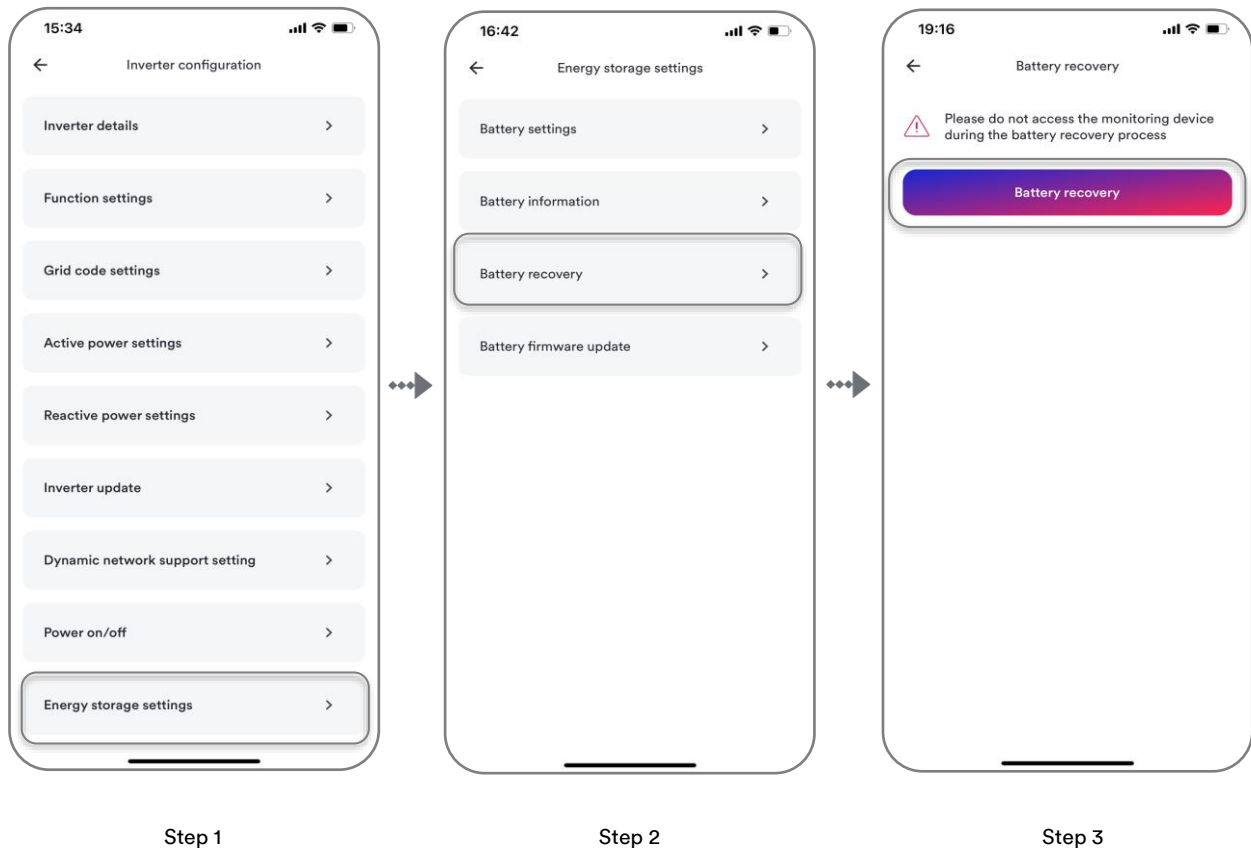 15:34
Inverter configuration
Inverter details
Function settings
Grid code settings
Active power settings
Reactive power settings
Inverter update
Dynamic network support setting
Power on/off
Energy storage settings
Step 1
16:42
Energy storage settings
Battery settings
Battery information
Battery recovery
Battery firmware update
Step 2
19:16
Battery recovery
Please do not access the monitoring device
during the battery recovery process
Battery recovery
Step 3